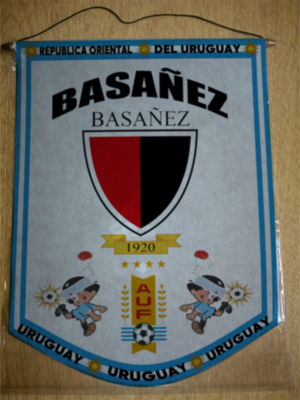 REPUBLICA ORIENTAL DEL URUGUAY
BASAÑEZ
BASAÑEZ
1920
AUF
URUGUAY URUGUAY URUGUAY